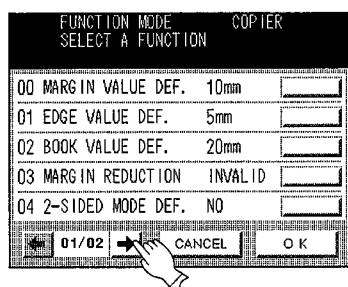 FUNCTION MODE COPIER
SELECT A FUNCTION
00 MARGIN VALUE DEF. 10mm
01 EDGE VALUE DEF. 5mm
02 BOOK VALUE DEF. 20mm
03 MARGIN REDUCTION INVALID
04 2-SIDED MODE DEF. NO
01/02 CANCEL OK